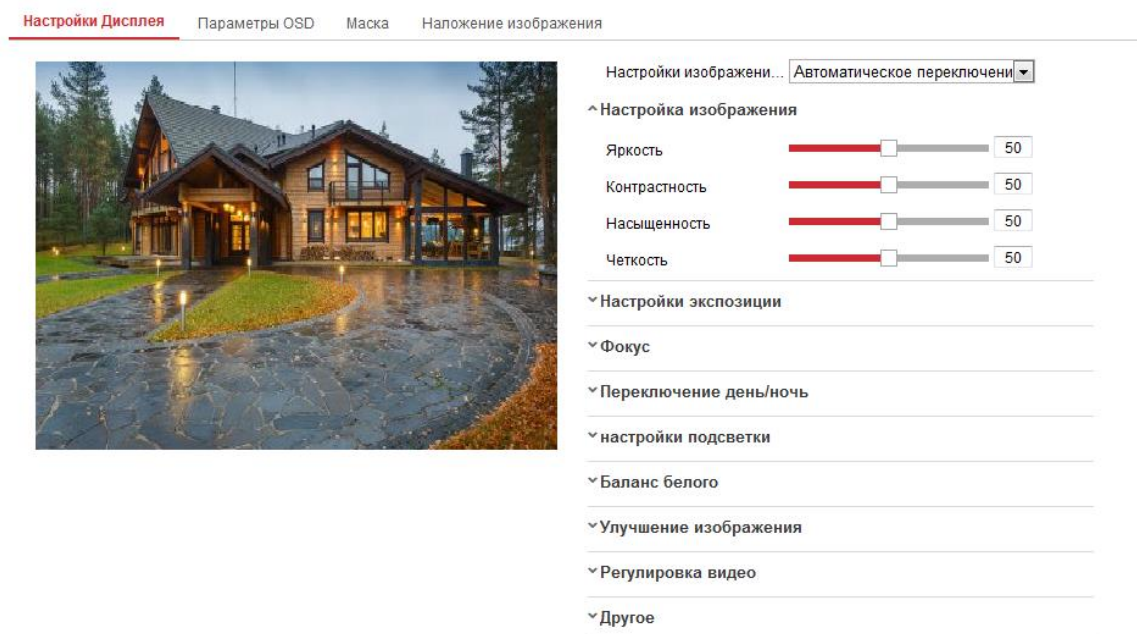 Настройки Дисплея Параметры OSD Маска Наложение изображения
Настройки изображени... Автоматическое переключени
Настройка изображения
Яркость 50
Контрастность 50
Насыщенность 50
Четкость 50
Настройки экспозиции
Фокус
Переключение день/ночь
настройки подсветки
Баланс белого
Улучшение изображения
Регулировка видео
Другое